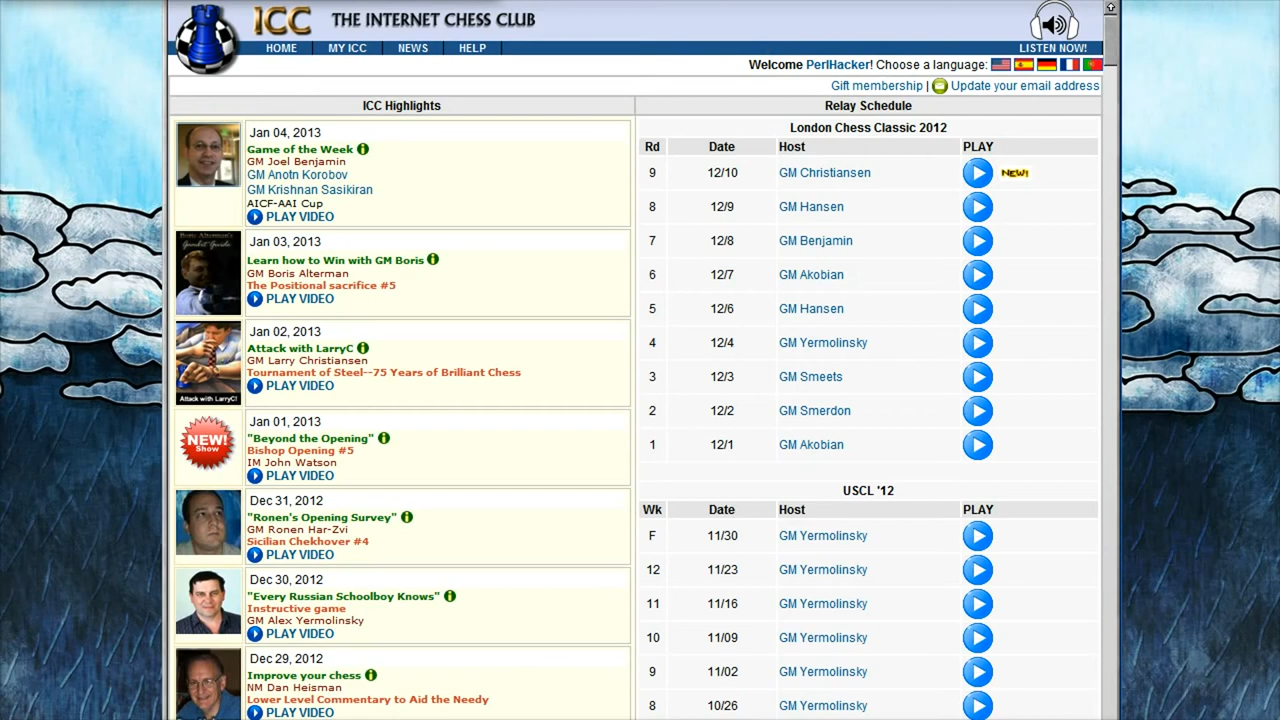 ICC THE INTERNET CHESS CLUB
HOME MY ICC NEWS HELP LISTEN NOW!
Welcome PerlHacker! Choose a language:
Gift membership | Update your email address
ICC Highlights
Jan 04, 2013
Game of the Week
GM Joel Benjamin
GM Anotn Korobov
GM Krishnan Sasikiran
AICF-AAI Cup
PLAY VIDEO
Boris Alterman's
Gambit Guide
Jan 03, 2013
Learn how to Win with GM Boris
GM Boris Alterman
The Positional sacrifice #5
PLAY VIDEO
Attack with LarryC!
Jan 02, 2013
Attack with LarryC
GM Larry Christiansen
Tournament of Steel--75 Years of Brilliant Chess
PLAY VIDEO
NEW!
Show
Jan 01, 2013
"Beyond the Opening"
Bishop Opening #5
IM John Watson
PLAY VIDEO
Dec 31, 2012
"Ronen's Opening Survey"
GM Ronen Har-Zvi
Sicilian Chekhover #4
PLAY VIDEO
Dec 30, 2012
"Every Russian Schoolboy Knows"
Instructive game
GM Alex Yermolinsky
PLAY VIDEO
Dec 29, 2012
Improve your chess
NM Dan Heisman
Lower Level Commentary to Aid the Needy
PLAY VIDEO
Relay Schedule
London Chess Classic 2012
Rd Date Host PLAY
9 12/10 GM Christiansen NEW!
8 12/9 GM Hansen
7 12/8 GM Benjamin
6 12/7 GM Akobian
5 12/6 GM Hansen
4 12/4 GM Yermolinsky
3 12/3 GM Smeets
2 12/2 GM Smerdon
1 12/1 GM Akobian
USCL '12
Wk Date Host PLAY
F 11/30 GM Yermolinsky
12 11/23 GM Yermolinsky
11 11/16 GM Yermolinsky
10 11/09 GM Yermolinsky
9 11/02 GM Yermolinsky
8 10/26 GM Yermolinsky